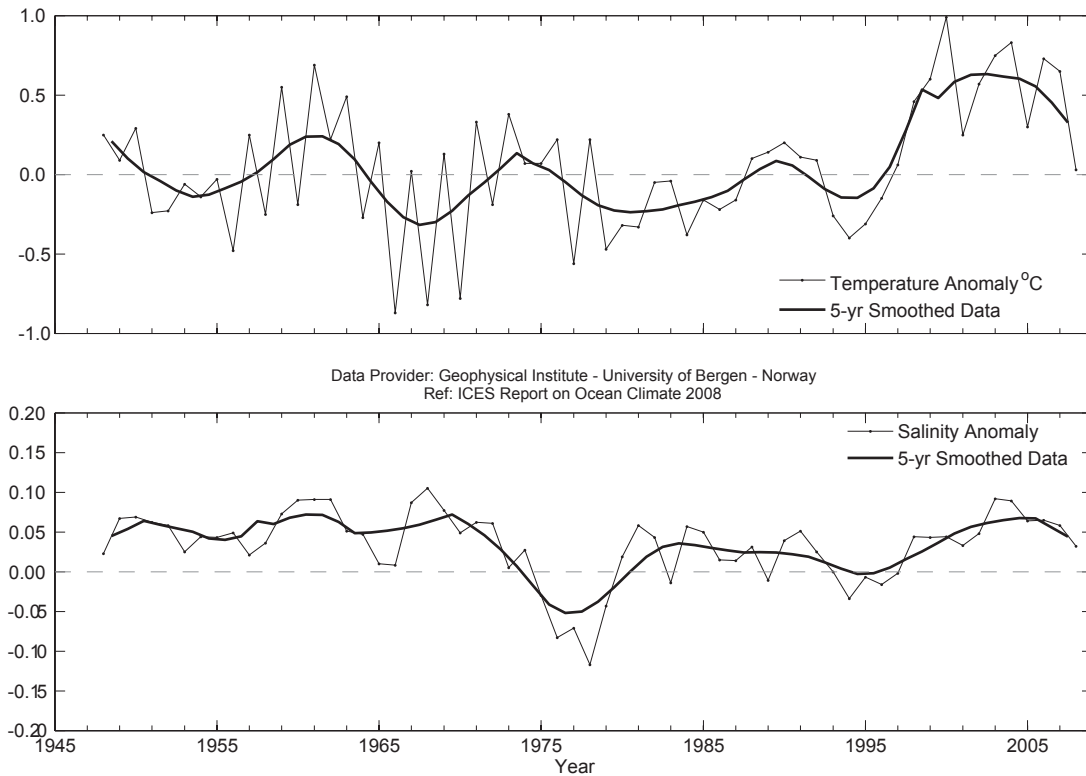 1.0
0.5
0.0
-0.5
-1.0
Temperature Anomaly °C
5-yr Smoothed Data
Data Provider: Geophysical Institute - University of Bergen - Norway
Ref: ICES Report on Ocean Climate 2008
0.20
0.15
0.10
0.05
0.00
-0.05
-0.10
-0.15
-0.20
Salinity Anomaly
5-yr Smoothed Data
1945 1955 1965 1975 1985 1995 2005
Year